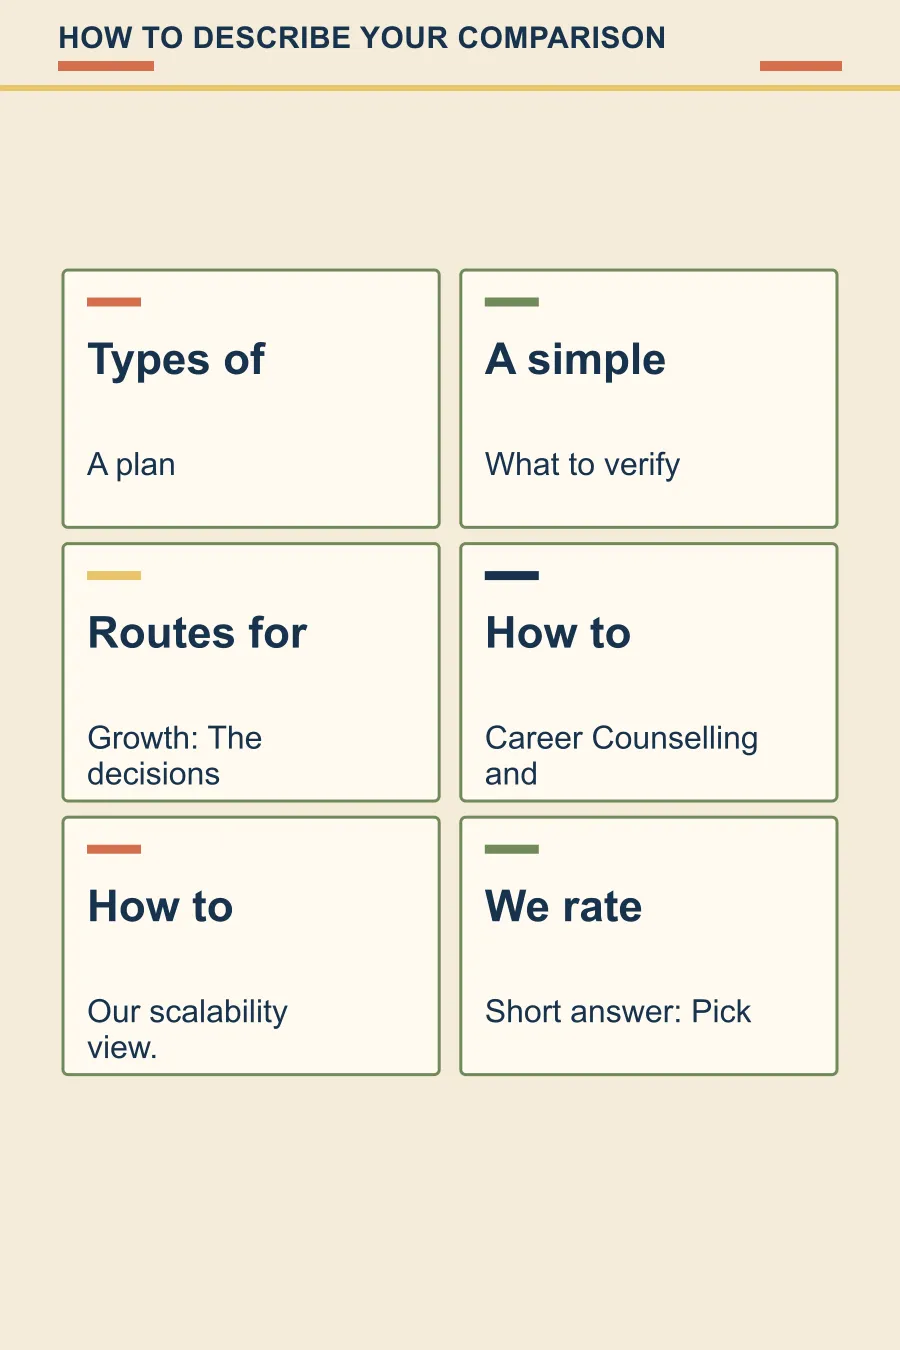 HOW TO DESCRIBE YOUR COMPARISON
Types of
A plan
A simple
What to verify
Routes for
Growth: The
decisions
How to
Career Counselling
and
How to
Our scalability
view.
We rate
Short answer: Pick